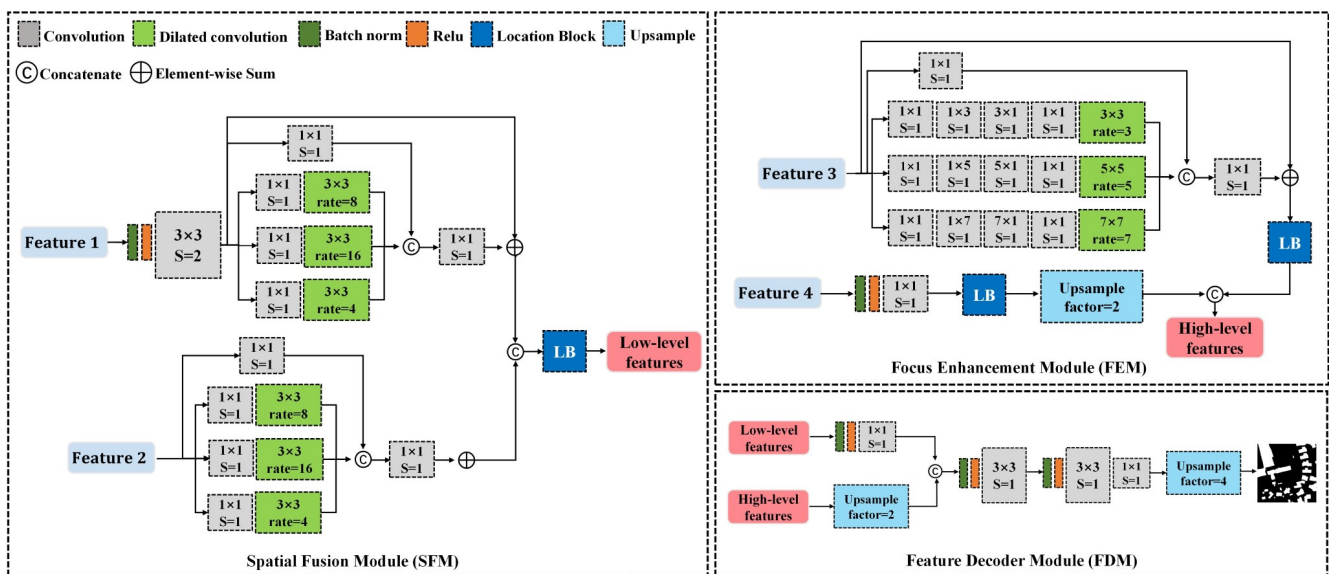 Convolution
Dilated convolution
Batch norm
Relu
Location Block
Upsample
C Concatenate
Element-wise Sum
1×1
S=1
Feature 1
3×3
S=2
1×1
S=1
3×3
rate=8
1×1
S=1
3×3
rate=16
1×1
S=1
3×3
rate=4
C
1×1
S=1
1×1
S=1
Feature 2
1×1
S=1
3×3
rate=8
1×1
S=1
3×3
rate=16
1×1
S=1
3×3
rate=4
C
1×1
S=1
C
LB
Low-level
features
Spatial Fusion Module (SFM)
1×1
S=1
Feature 3
1×1
S=1
1×3
S=1
3×1
S=1
1×1
S=1
3×3
rate=3
1×1
S=1
1×5
S=1
5×1
S=1
1×1
S=1
5×5
rate=5
1×1
S=1
1×7
S=1
7×1
S=1
1×1
S=1
7×7
rate=7
C
1×1
S=1
LB
Feature 4
1×1
S=1
LB
Upsample
factor=2
C
High-level
features
Focus Enhancement Module (FEM)
Low-level
features
1×1
S=1
High-level
features
Upsample
factor=2
C
3×3
S=1
3×3
S=1
1×1
S=1
Upsample
factor=4
Feature Decoder Module (FDM)